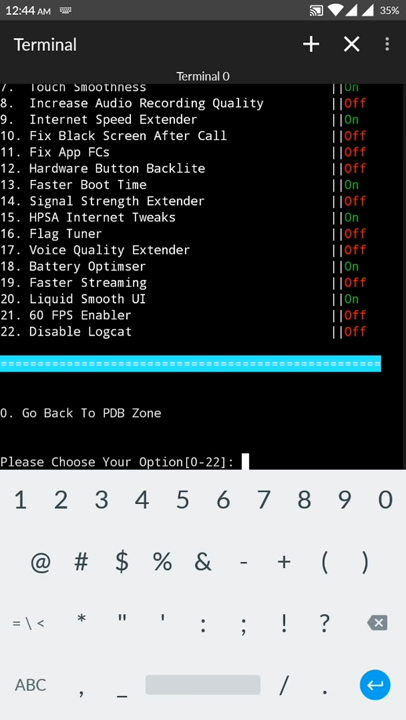 12:44 AM 35%
Terminal
Terminal 0
7. Touch Smoothness ||On
8. Increase Audio Recording Quality ||Off
9. Internet Speed Extender ||On
10. Fix Black Screen After Call ||Off
11. Fix App FCs ||Off
12. Hardware Button Backlite ||Off
13. Faster Boot Time ||On
14. Signal Strength Extender ||Off
15. HPSA Internet Tweaks ||On
16. Flag Tuner ||Off
17. Voice Quality Extender ||Off
18. Battery Optimser ||On
19. Faster Streaming ||Off
20. Liquid Smooth UI ||On
21. 60 FPS Enabler ||Off
22. Disable Logcat ||Off
====================================================
0. Go Back To PDB Zone
Please Choose Your Option[0-22]:
1 2 3 4 5 6 7 8 9 0
@ # $ % & - + ( )
= \ < * " ' : ; ! ?
ABC , _ / .